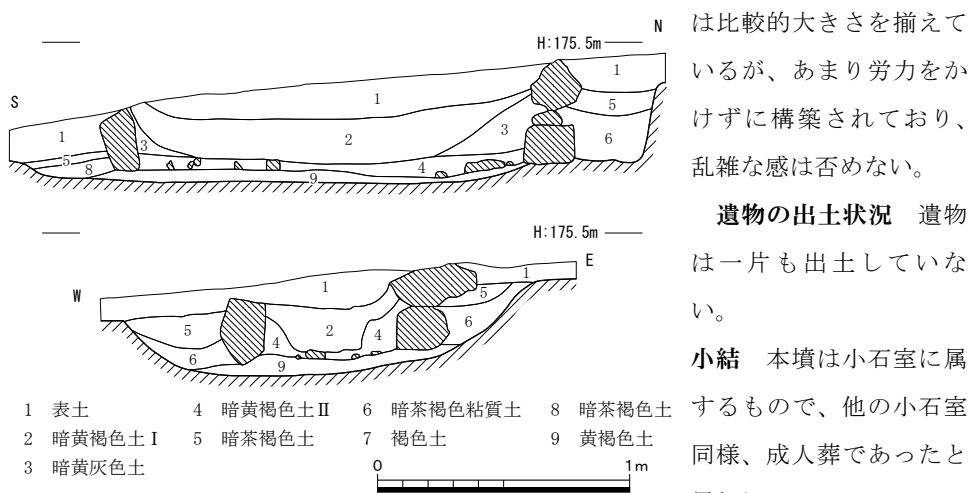 N
H:175.5m
S
1
1
5
6
1
2
3
3
4
5
8
9
H:175.5m
E
W
1
1
5
5
2
4
4
6
6
9
1 表土
2 暗黄褐色土Ⅰ
3 暗黄灰色土
4 暗黄褐色土Ⅱ
5 暗茶褐色土
6 暗茶褐色粘質土
7 褐色土
8 暗茶褐色土
9 黄褐色土
0 1m
は比較的大きさを揃えて
いるが、あまり労力をか
けずに構築されており、
乱雑な感は否めない。
遺物の出土状況 遺物
は一片も出土していな
い。
小結 本墳は小石室に属
するもので、他の小石室
同様、成人葬であったと